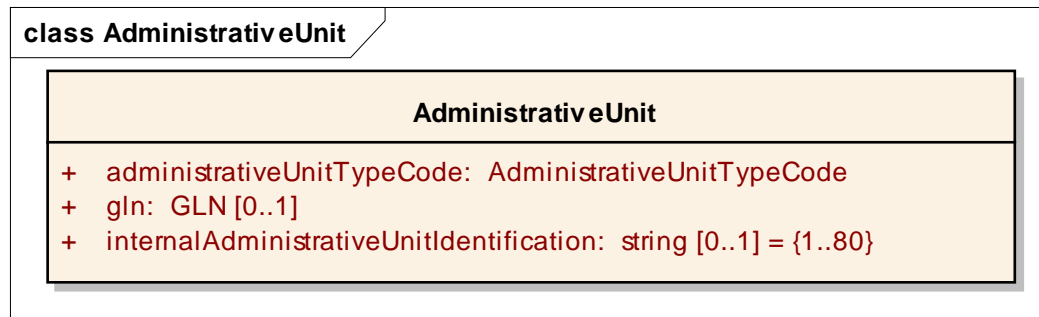 class AdministrativeUnit
AdministrativeUnit
+ administrativeUnitTypeCode: AdministrativeUnitTypeCode
+ gln: GLN [0..1]
+ internalAdministrativeUnitIdentification: string [0..1] = {1..80}